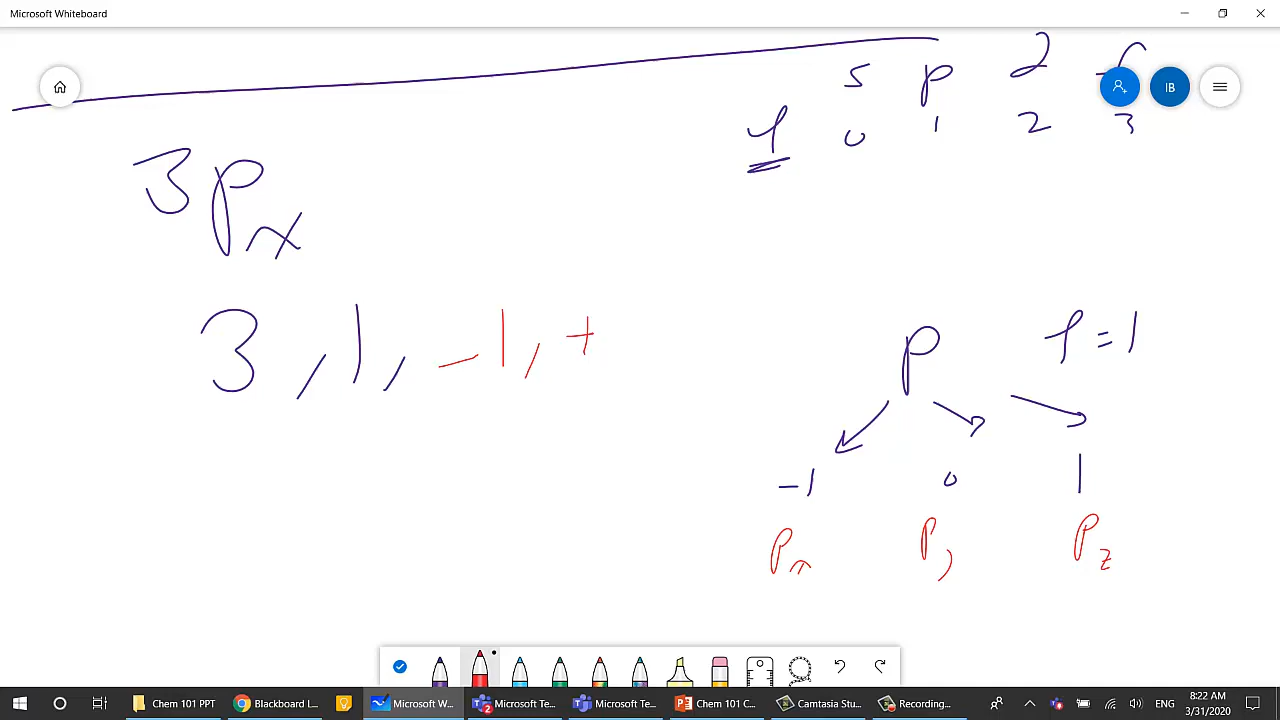 Microsoft Whiteboard
s p d f
l 0 1 2 3
IB
3px
3, 1, -1, +
p l = 1
-1 0 1
px py pz
Chem 101 PPT
Blackboard L...
Microsoft W...
Microsoft Te...
Microsoft Te...
Chem 101 C...
Camtasia Stu...
Recording...
ENG
8:22 AM
3/31/2020